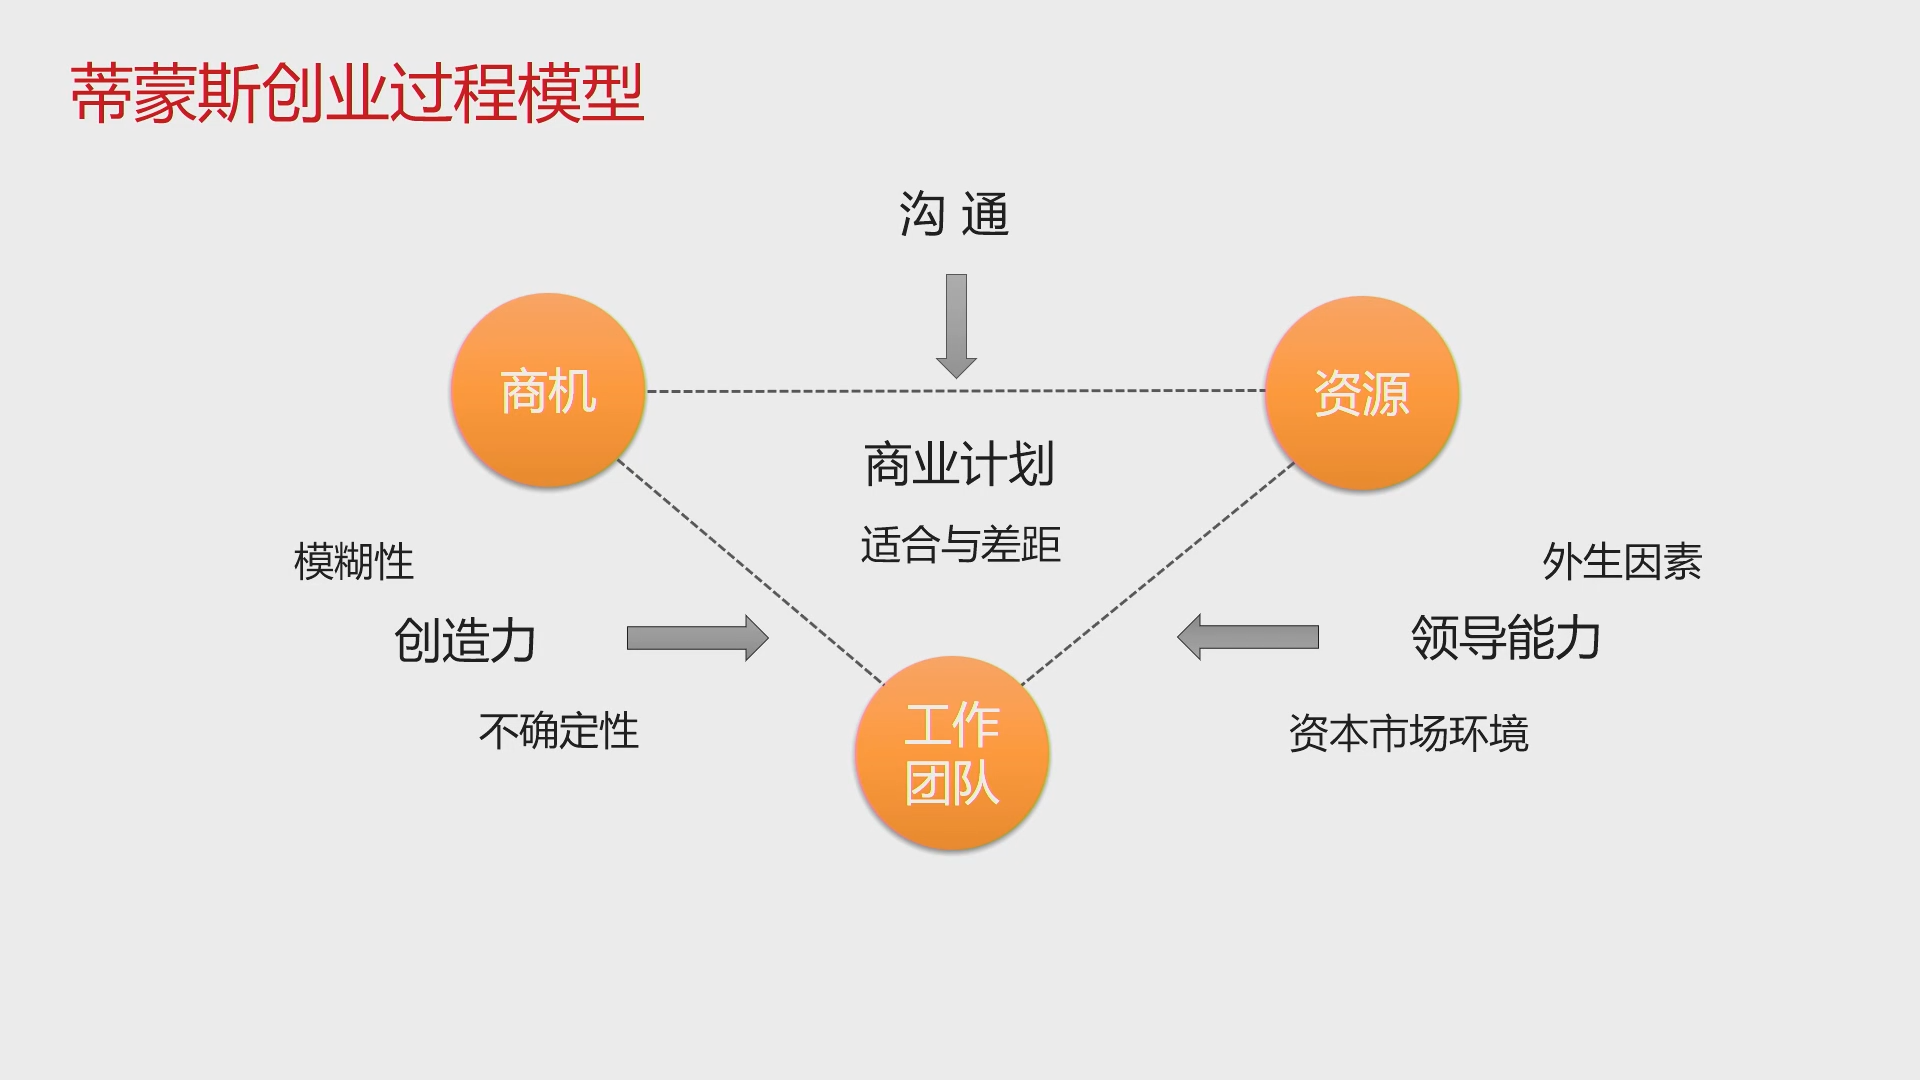 蒂蒙斯创业过程模型
沟 通
商机
资源
商业计划
适合与差距
模糊性
外生因素
创造力
领导能力
不确定性
资本市场环境
工作
团队